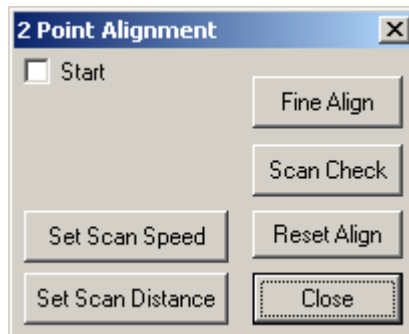 2 Point Alignment
Start
Fine Align
Scan Check
Set Scan Speed
Reset Align
Set Scan Distance
Close